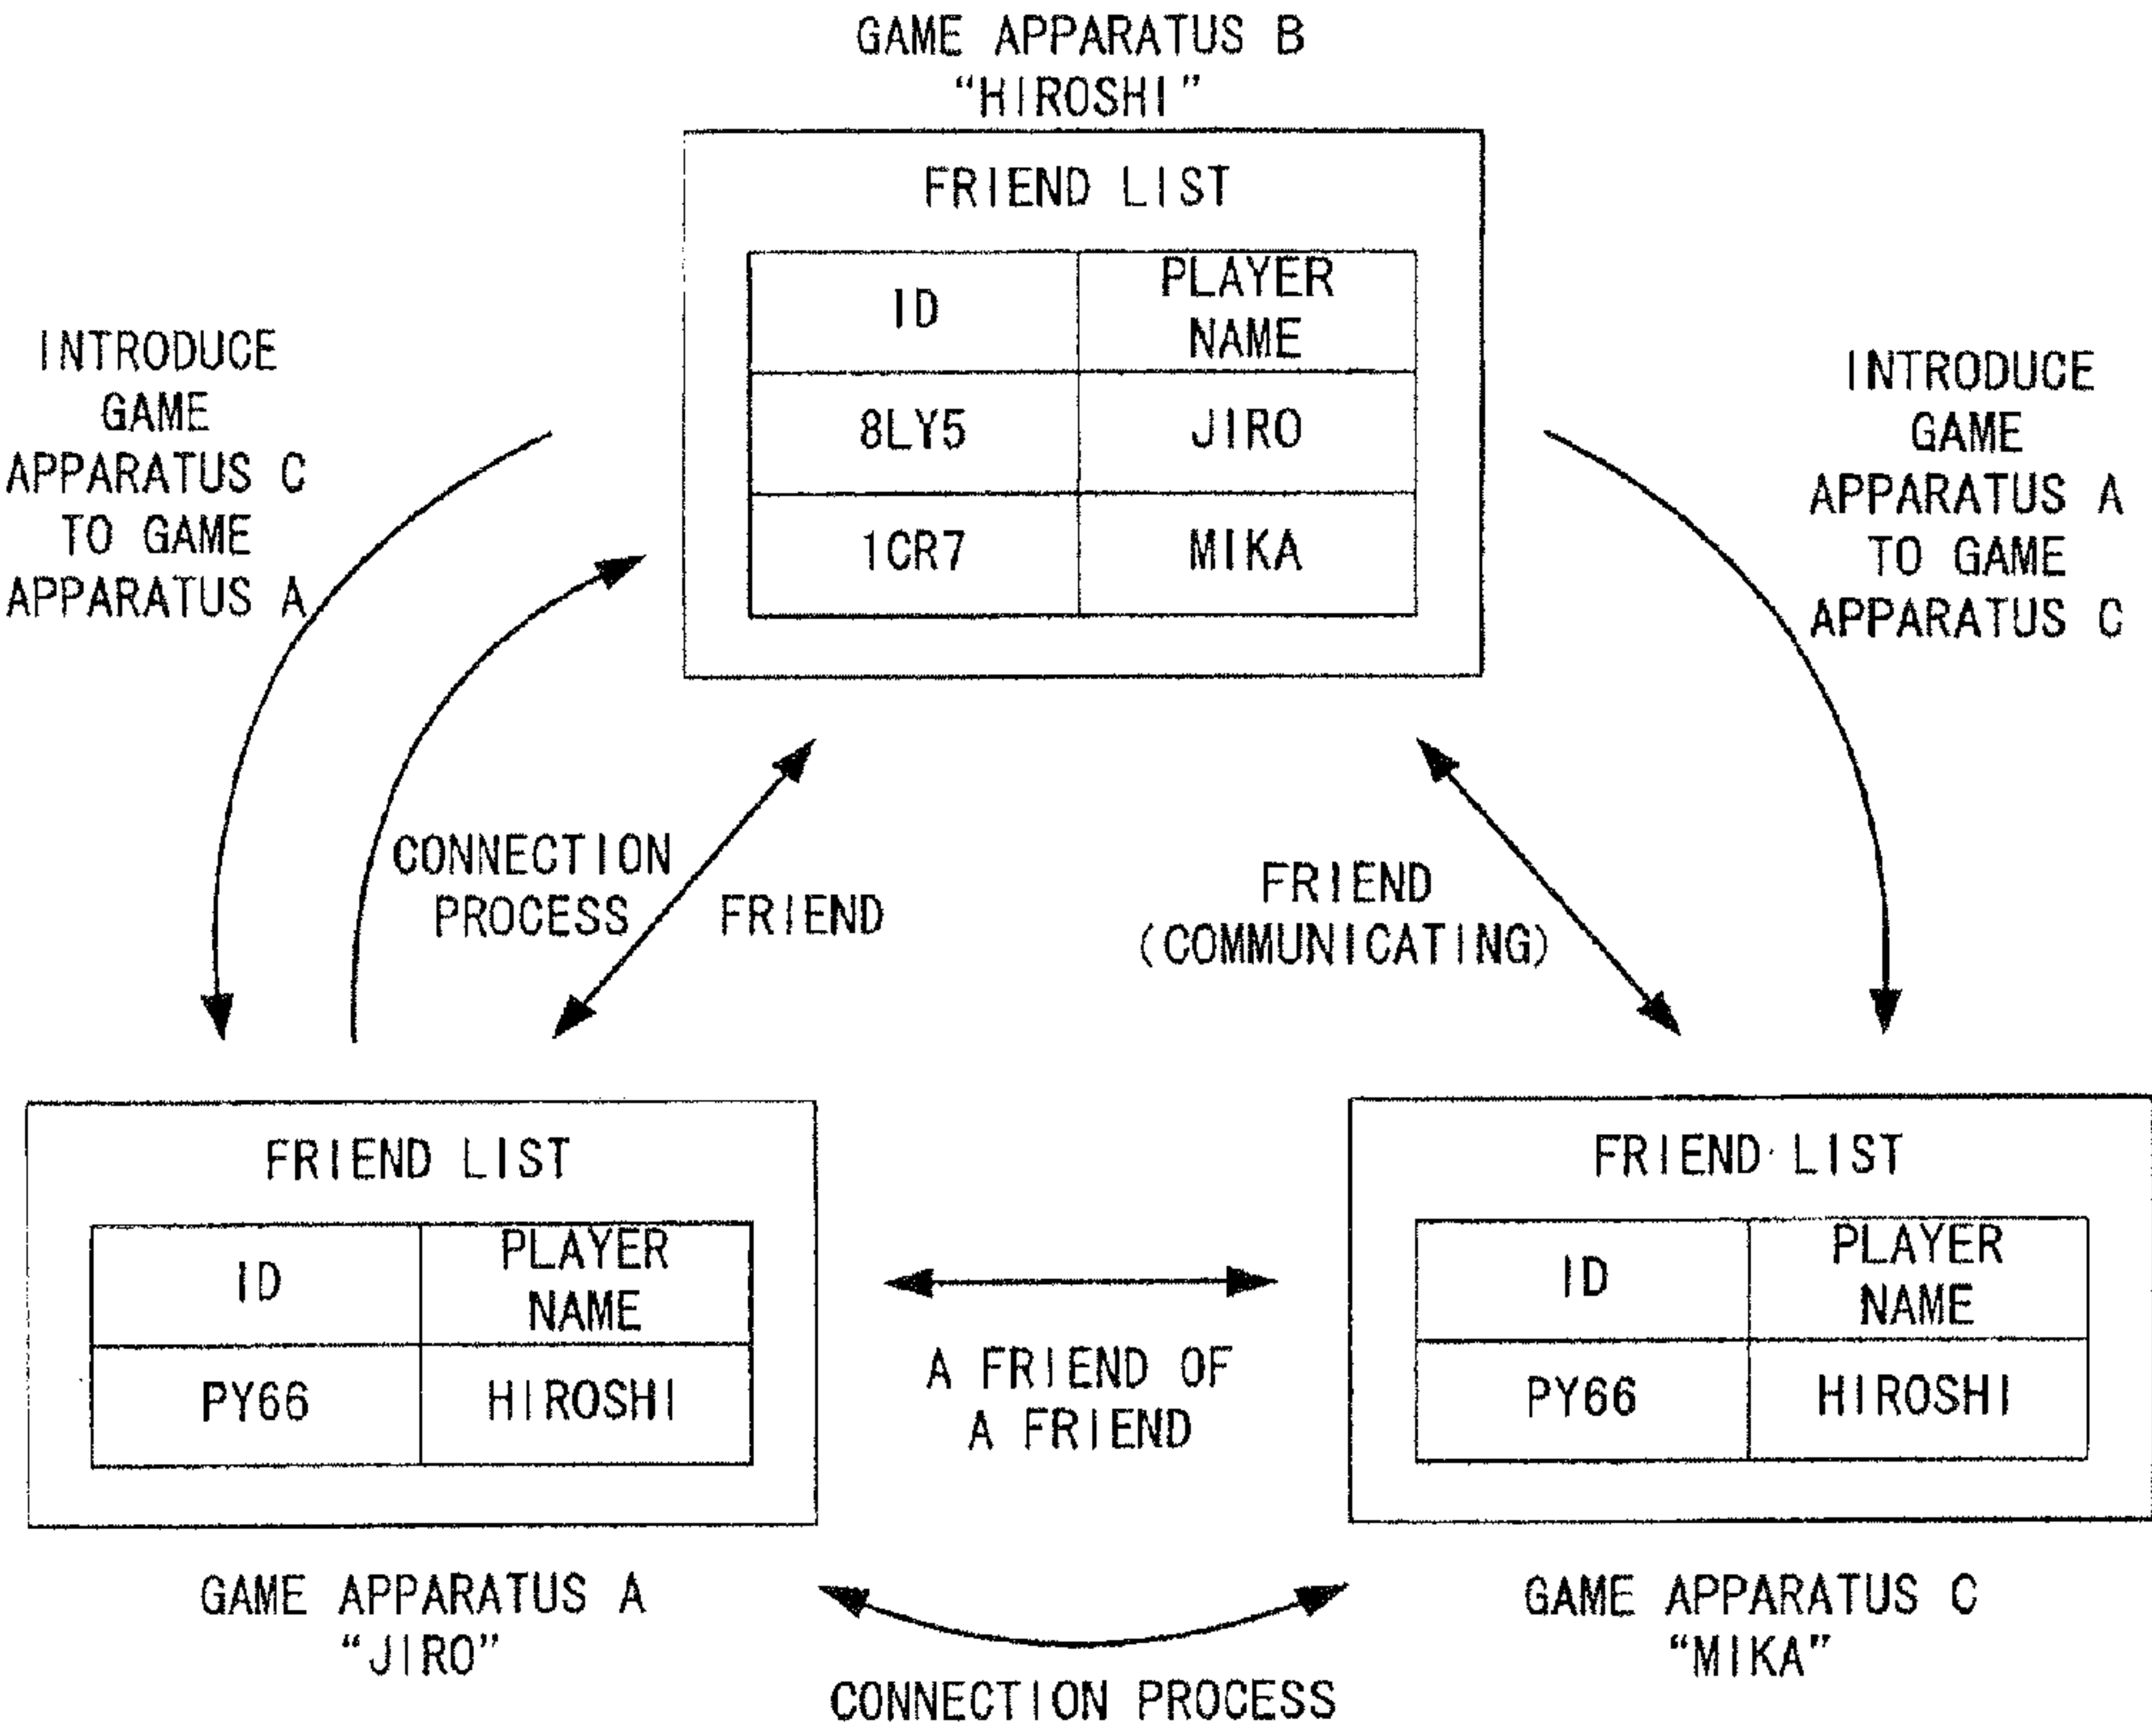 GAME APPARATUS B
“HIROSHI”
FRIEND LIST
ID
PLAYER
NAME
8LY5
JIRO
1CR7
MIKA
INTRODUCE
GAME
APPARATUS C
TO GAME
APPARATUS A
INTRODUCE
GAME
APPARATUS A
TO GAME
APPARATUS C
CONNECTION
PROCESS
FRIEND
FRIEND
(COMMUNICATING)
FRIEND LIST
ID
PLAYER
NAME
PY66
HIROSHI
A FRIEND OF
A FRIEND
FRIEND LIST
ID
PLAYER
NAME
PY66
HIROSHI
GAME APPARATUS A
“JIRO”
GAME APPARATUS C
“MIKA”
CONNECTION PROCESS